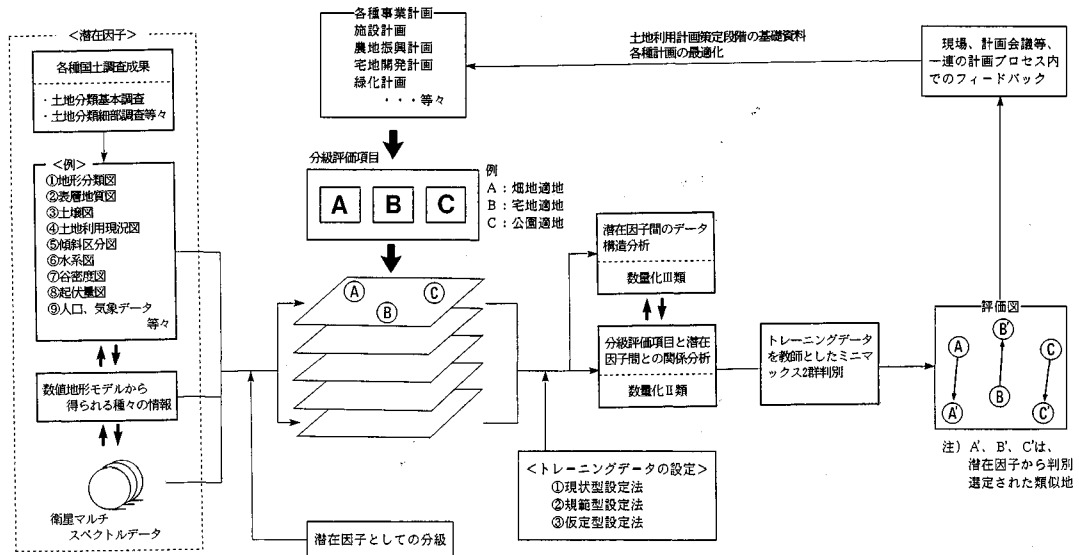 <潜在因子>
各種国土調査成果
・土地分類基本調査
・土地分類細部調査等々
<例>
①地形分類図
②表層地質図
③土壌図
④土地利用現況図
⑤傾斜区分図
⑥水系図
⑦谷密度図
⑧起伏量図
⑨人口、気象データ
等々
数値地形モデルから
得られる種々の情報
衛星マルチ
スペクトルデータ
各種事業計画
施設計画
農地振興計画
宅地開発計画
緑化計画
・・・等々
分級評価項目
A B C
例
A：畑地適地
B：宅地適地
C：公園適地
A
B
C
潜在因子としての分級
<トレーニングデータの設定>
①現状型設定法
②規範型設定法
③仮定型設定法
潜在因子間のデータ
構造分析
数量化Ⅲ類
分級評価項目と潜在
因子間との関係分析
数量化Ⅱ類
トレーニングデータ
を教師としたミニマ
ックス2群判別
土地利用計画策定段階の基礎資料
各種計画の最適化
現場、計画会議等、
一連の計画プロセス内
でのフィードバック
評価図
A
B'
C
A'
B
C'
注）A'、B'、C'は、
潜在因子から判別
選定された類似地